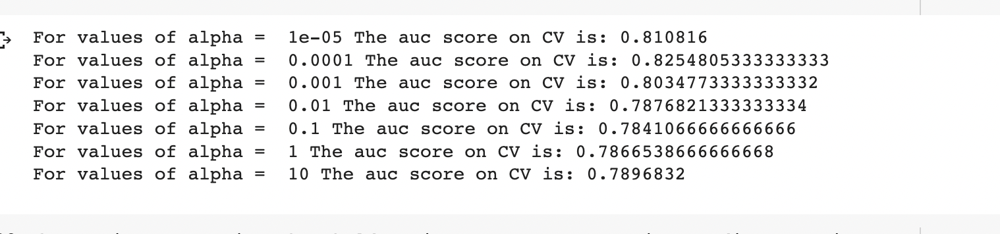 For values of alpha =  1e-05 The auc score on CV is: 0.810816
For values of alpha =  0.0001 The auc score on CV is: 0.8254805333333333
For values of alpha =  0.001 The auc score on CV is: 0.8034773333333332
For values of alpha =  0.01 The auc score on CV is: 0.7876821333333334
For values of alpha =  0.1 The auc score on CV is: 0.7841066666666666
For values of alpha =  1 The auc score on CV is: 0.7866538666666668
For values of alpha =  10 The auc score on CV is: 0.7896832